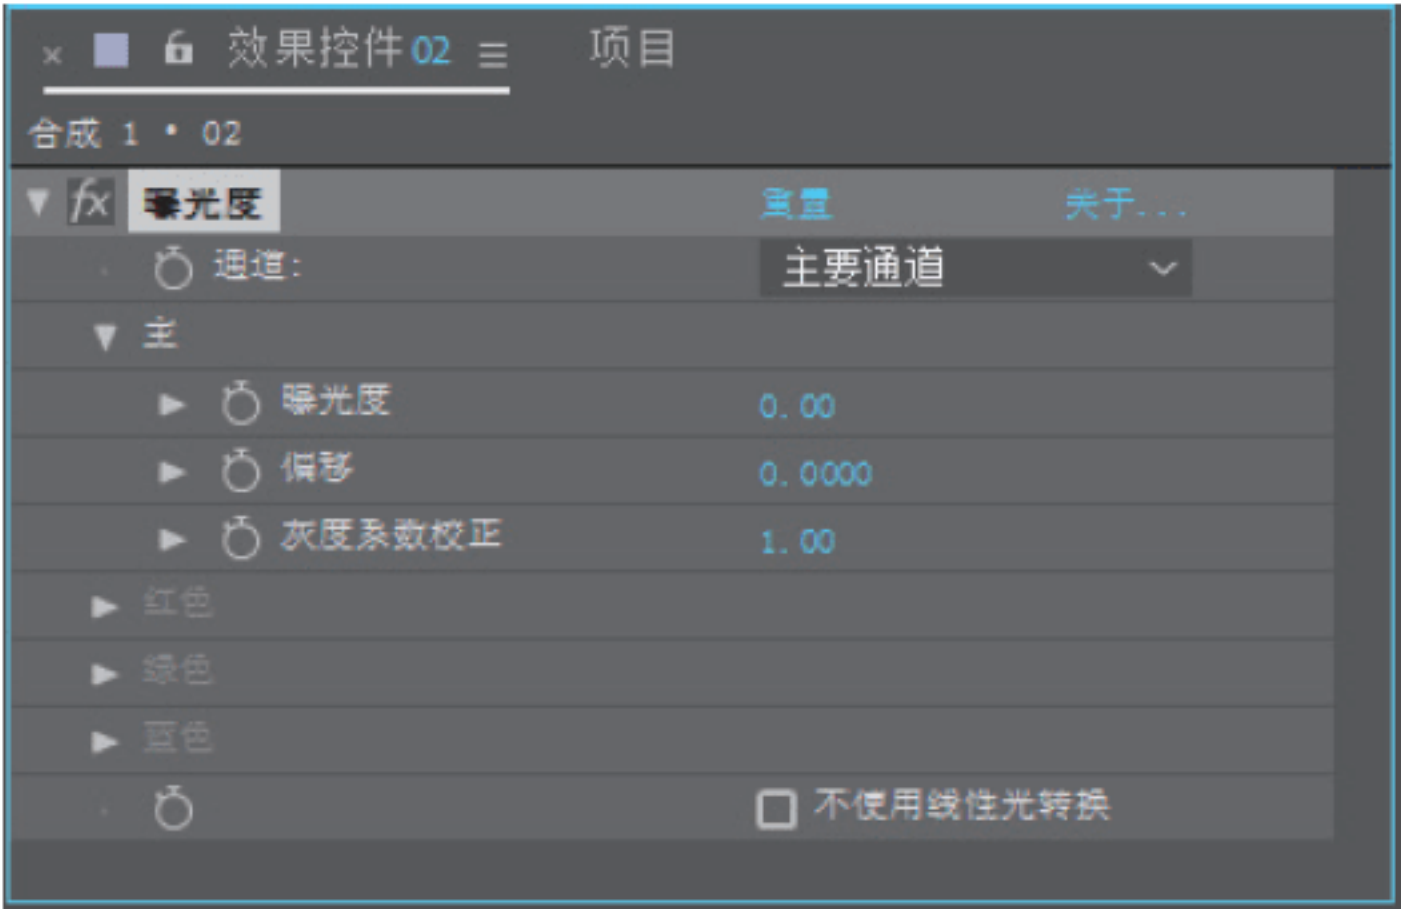 × 效果控件 02 ≡ 项目
合成 1 • 02
fx 曝光度 重置 关于...
通道: 主要通道
主
曝光度 0.00
偏移 0.0000
灰度系数校正 1.00
红色
绿色
蓝色
不使用线性光转换